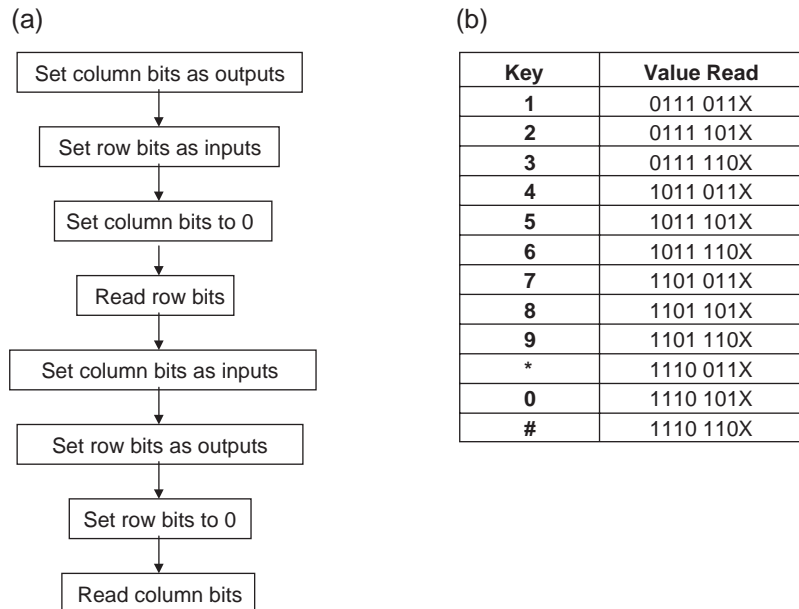 (a)
Set column bits as outputs
Set row bits as inputs
Set column bits to 0
Read row bits
Set column bits as inputs
Set row bits as outputs
Set row bits to 0
Read column bits
(b)
Key Value Read
1 0111 011X
2 0111 101X
3 0111 110X
4 1011 011X
5 1011 101X
6 1011 110X
7 1101 011X
8 1101 101X
9 1101 110X
* 1110 011X
0 1110 101X
# 1110 110X